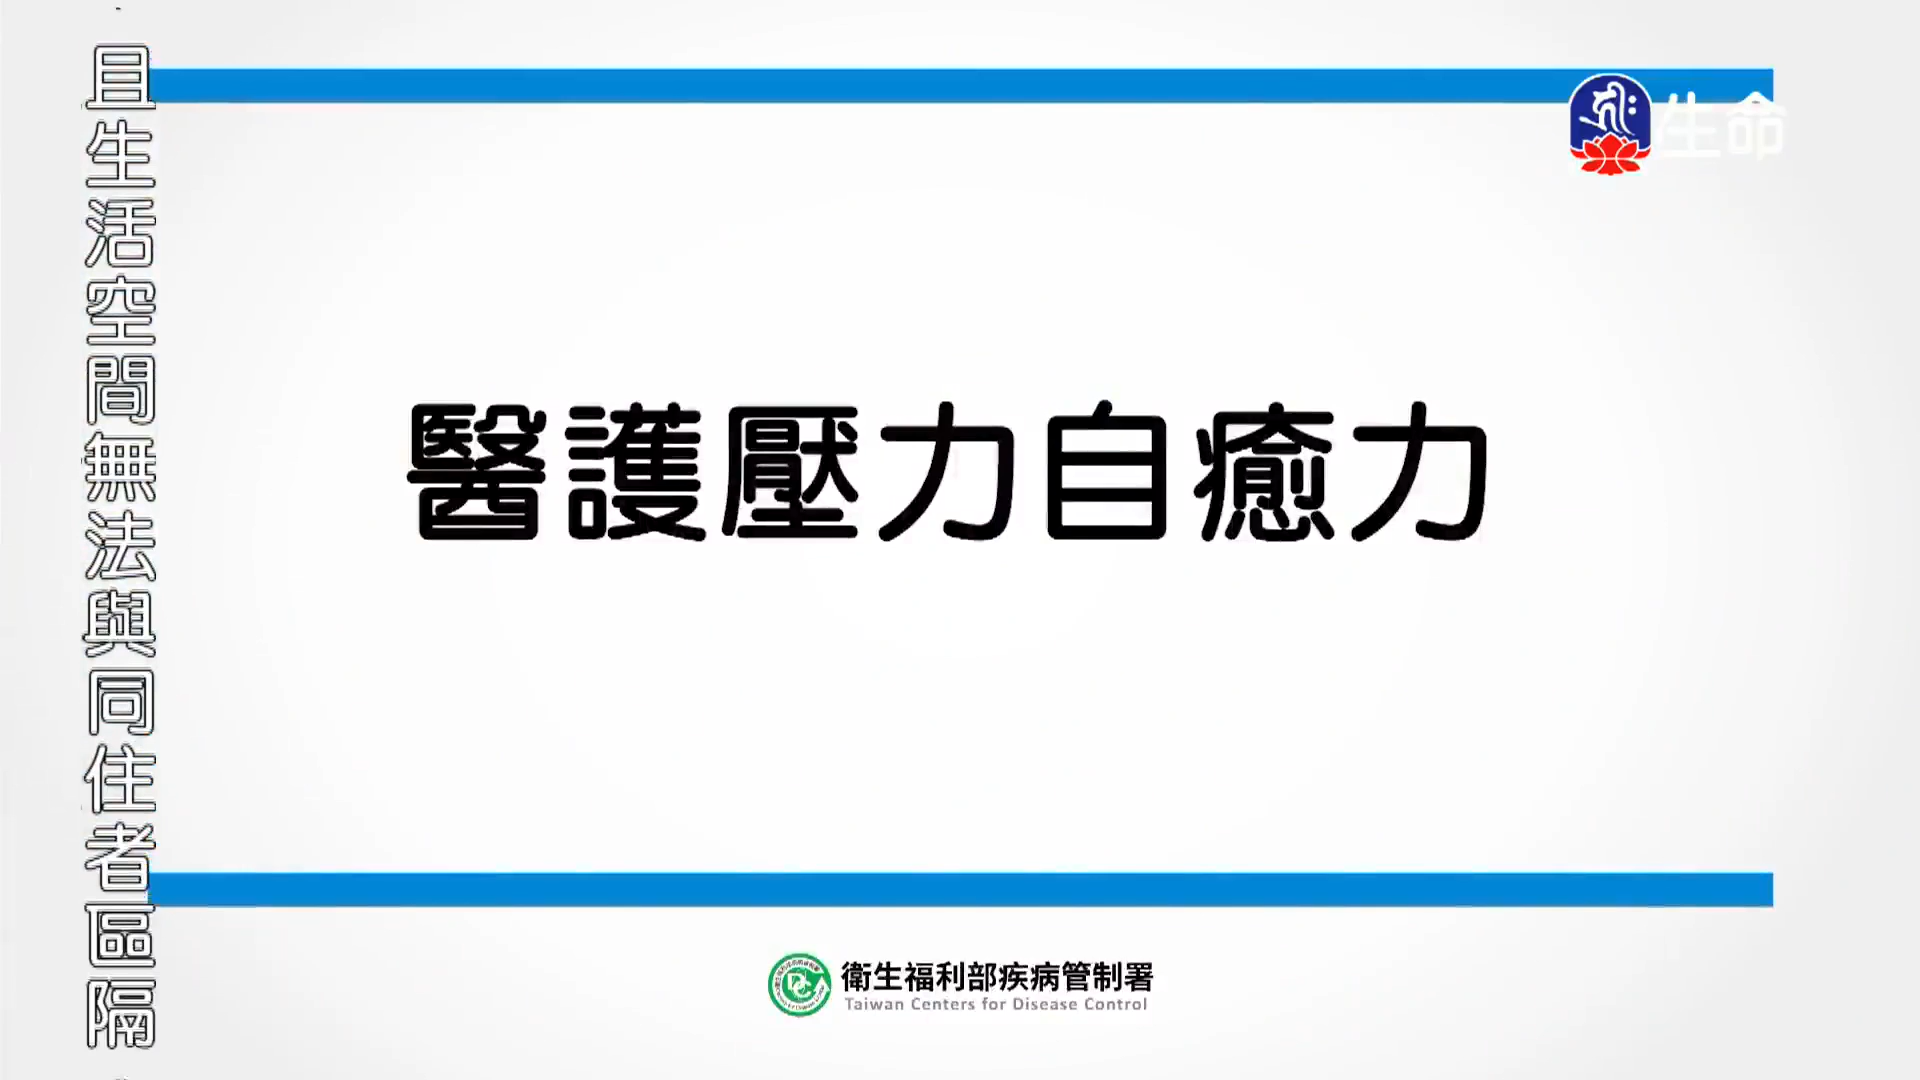 且生活空間無法與同住者區隔
生命
醫護壓力自癒力
衛生福利部疾病管制署
Taiwan Centers for Disease Control